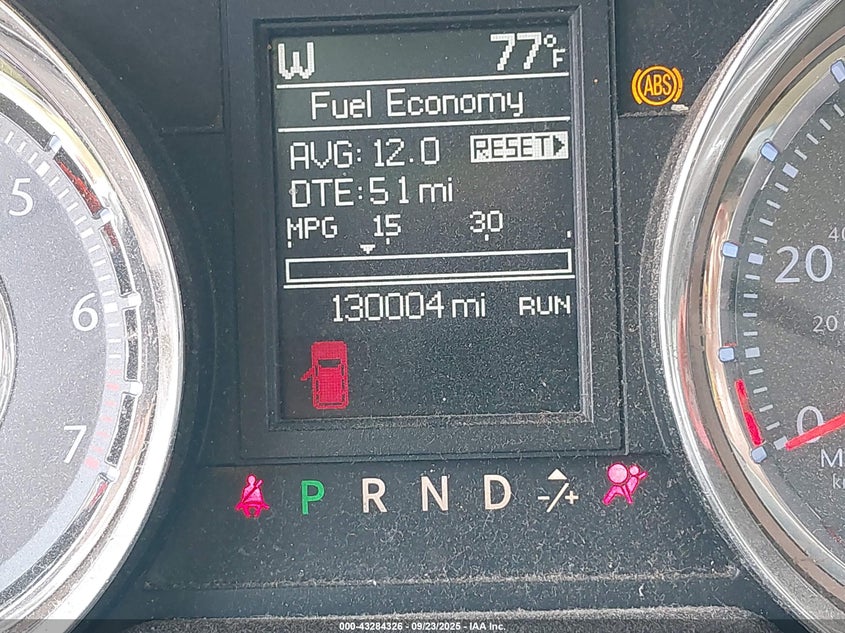 W 77°F
ABS
Fuel Economy
AVG: 12.0 RESET
DTE: 51 mi
MPG 15 30
130004 mi RUN
P R N D -/+
5
6
7
40
20
20
0
000-43284326 - 09/23/2025 - IAA Inc.